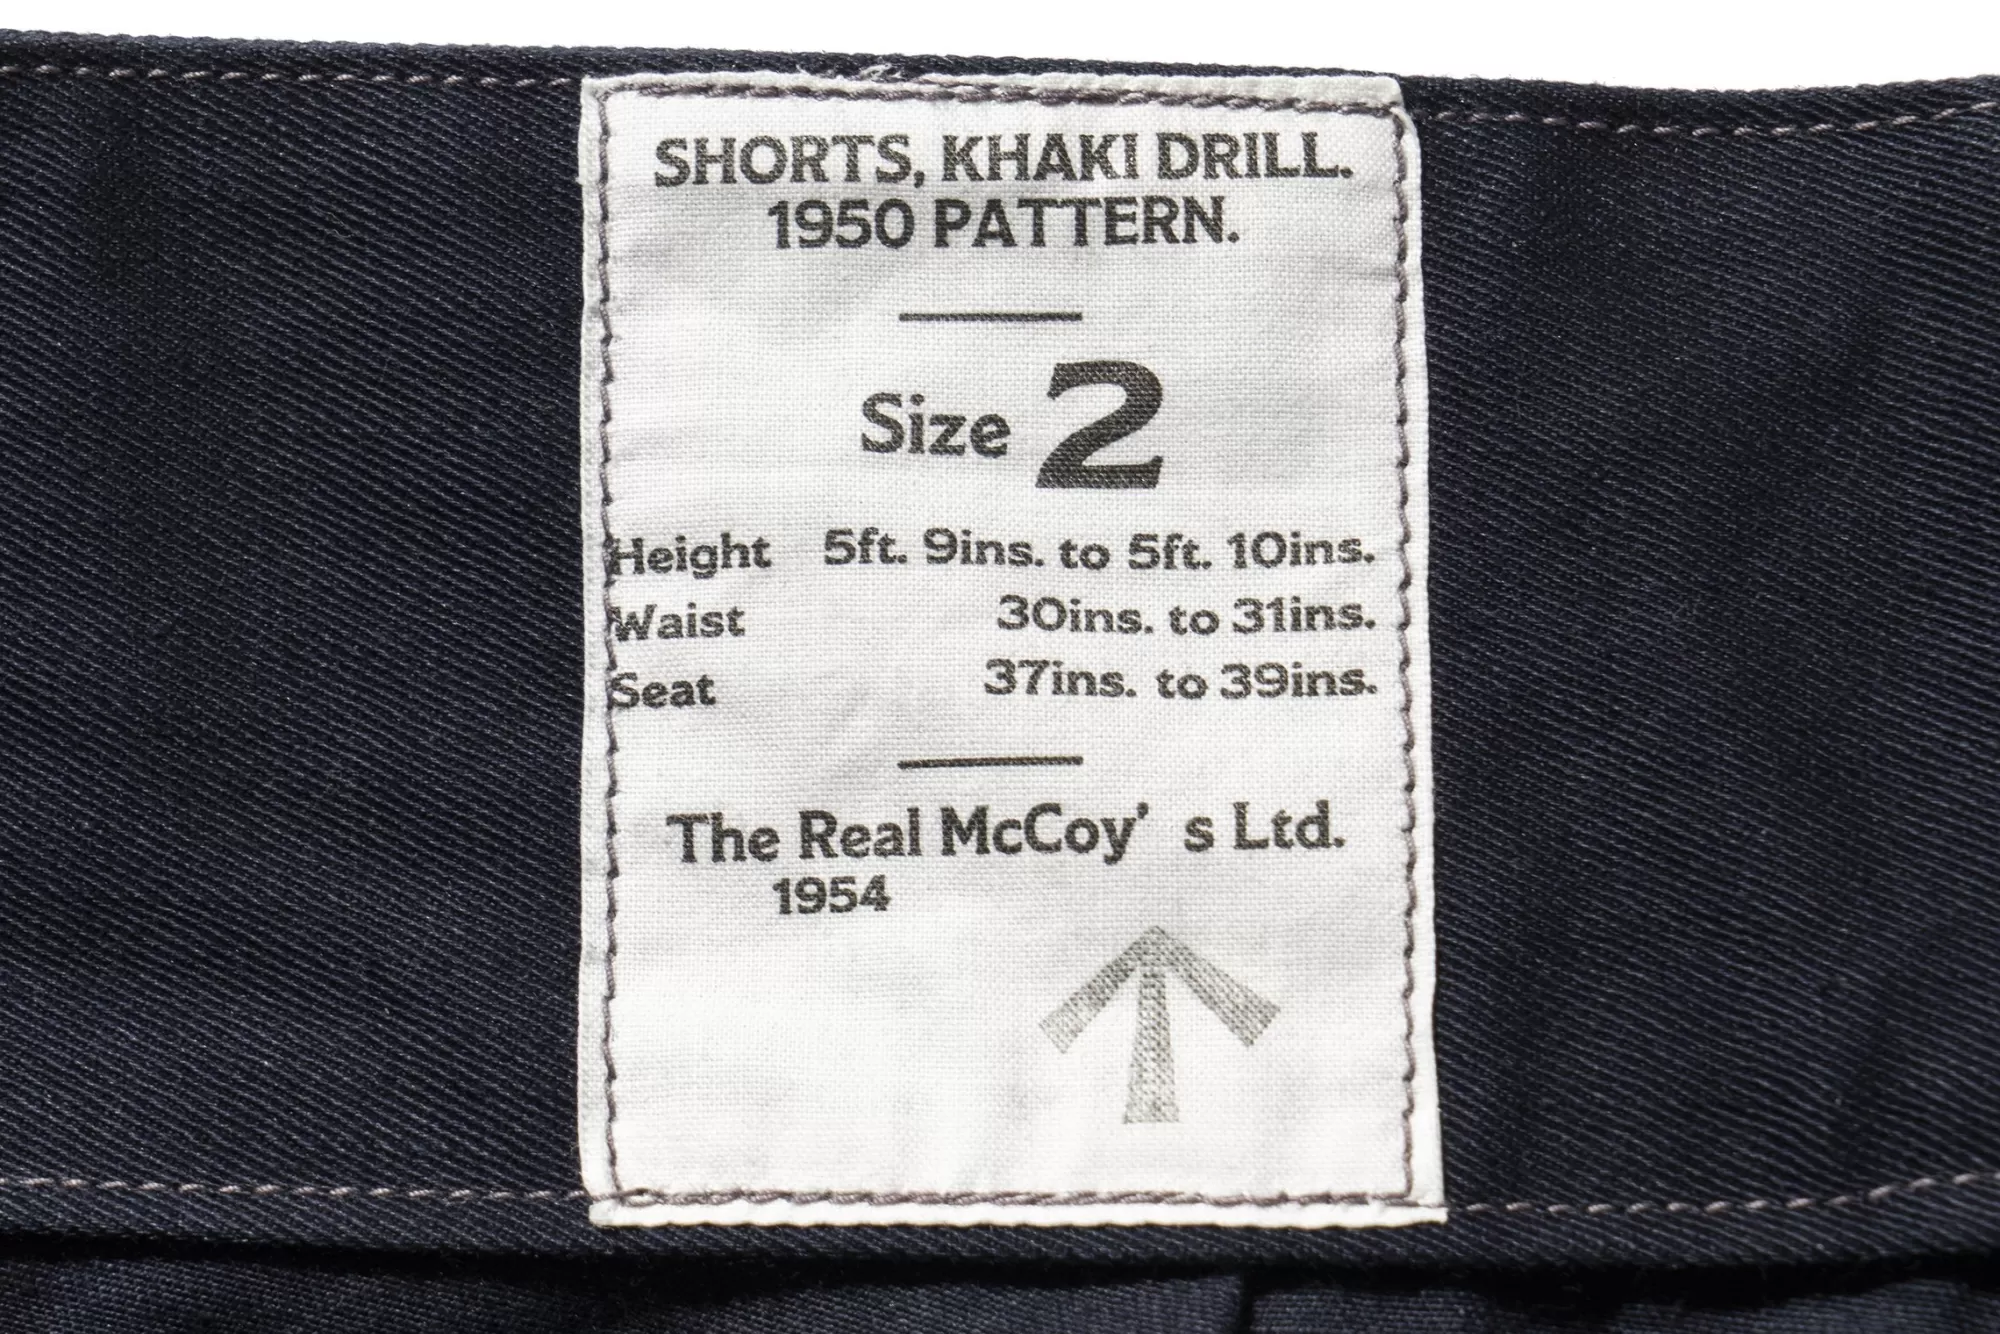 SHORTS, KHAKI DRILL.
1950 PATTERN.
Size 2
Height 5ft. 9ins. to 5ft. 10ins.
Waist 30ins. to 31ins.
Seat 37ins. to 39ins.
The Real McCoy' s Ltd.
1954